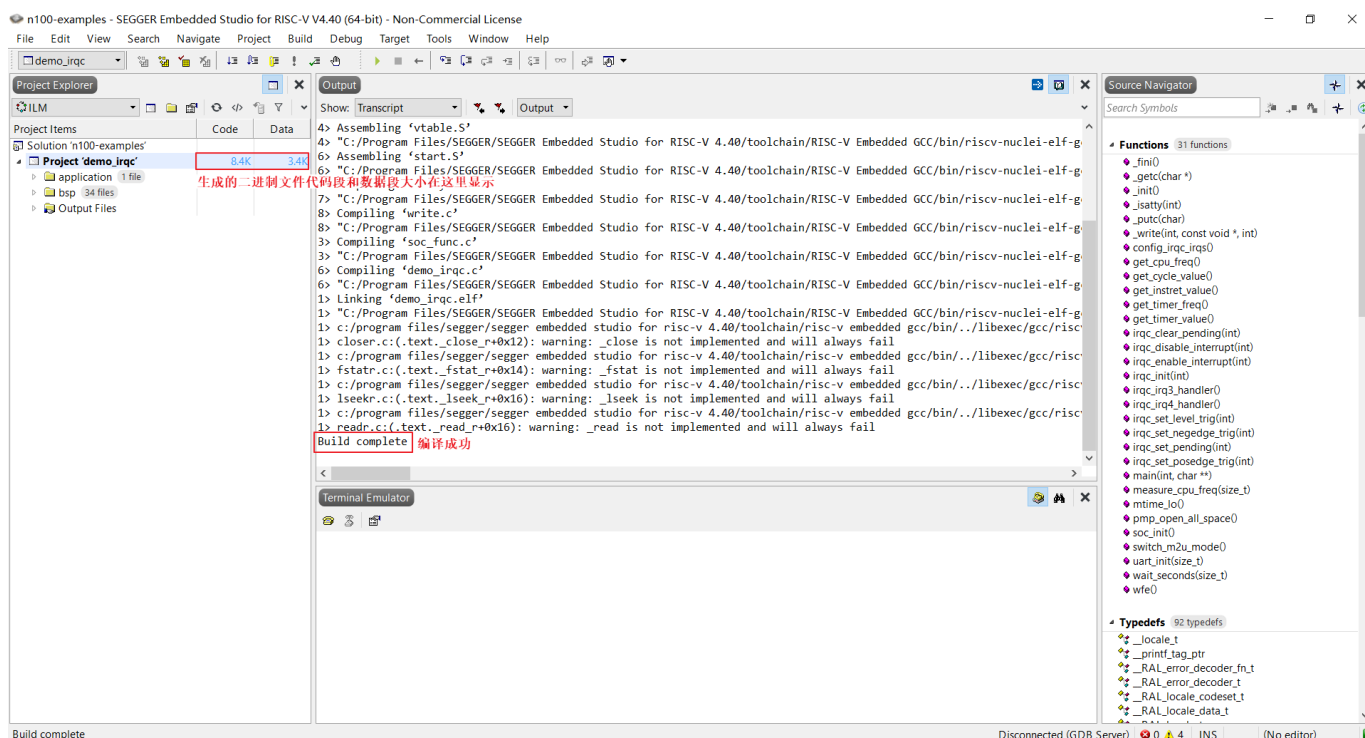 n100-examples - SEGGER Embedded Studio for RISC-V V4.40 (64-bit) - Non-Commercial License
File Edit View Search Navigate Project Build Debug Target Tools Window Help
demo_irqc
Project Explorer
ILM
Project Items Code Data
Solution 'n100-examples'
Project 'demo_irqc' 8.4K 3.4K
生成的二进制文件代码段和数据段大小在这里显示
application 1 file
bsp 34 files
Output Files
Output
Show: Transcript Output
4> Assembling ‘vtable.S’
4> "C:/Program Files/SEGGER/SEGGER Embedded Studio for RISC-V 4.40/toolchain/RISC-V Embedded GCC/bin/riscv-nuclei-elf-g
6> Assembling ‘start.S’
6> "C:/Program Files/SEGGER/SEGGER Embedded Studio for RISC-V 4.40/toolchain/RISC-V Embedded GCC/bin/riscv-nuclei-elf-g
7> "C:/Program Files/SEGGER/SEGGER Embedded Studio for RISC-V 4.40/toolchain/RISC-V Embedded GCC/bin/riscv-nuclei-elf-g
8> Compiling ‘write.c’
8> "C:/Program Files/SEGGER/SEGGER Embedded Studio for RISC-V 4.40/toolchain/RISC-V Embedded GCC/bin/riscv-nuclei-elf-g
3> Compiling ‘soc_func.c’
3> "C:/Program Files/SEGGER/SEGGER Embedded Studio for RISC-V 4.40/toolchain/RISC-V Embedded GCC/bin/riscv-nuclei-elf-g
6> Compiling ‘demo_irqc.c’
6> "C:/Program Files/SEGGER/SEGGER Embedded Studio for RISC-V 4.40/toolchain/RISC-V Embedded GCC/bin/riscv-nuclei-elf-g
1> Linking ‘demo_irqc.elf’
1> "C:/Program Files/SEGGER/SEGGER Embedded Studio for RISC-V 4.40/toolchain/RISC-V Embedded GCC/bin/riscv-nuclei-elf-g
1> c:/program files/segger/segger embedded studio for risc-v 4.40/toolchain/risc-v embedded gcc/bin/../libexec/gcc/risc
1> closer.c:(.text._close_r+0x12): warning: _close is not implemented and will always fail
1> c:/program files/segger/segger embedded studio for risc-v 4.40/toolchain/risc-v embedded gcc/bin/../libexec/gcc/risc
1> fstatr.c:(.text._fstat_r+0x14): warning: _fstat is not implemented and will always fail
1> c:/program files/segger/segger embedded studio for risc-v 4.40/toolchain/risc-v embedded gcc/bin/../libexec/gcc/risc
1> lseekr.c:(.text._lseek_r+0x16): warning: _lseek is not implemented and will always fail
1> c:/program files/segger/segger embedded studio for risc-v 4.40/toolchain/risc-v embedded gcc/bin/../libexec/gcc/risc
1> readr.c:(.text._read_r+0x16): warning: _read is not implemented and will always fail
Build complete 编译成功
Terminal Emulator
Source Navigator
Search Symbols
Functions 31 functions
_fini()
_getc(char *)
_init()
_isatty(int)
_putc(char)
_write(int, const void *, int)
config_irqc_irqs()
get_cpu_freq()
get_cycle_value()
get_instret_value()
get_timer_freq()
get_timer_value()
irqc_clear_pending(int)
irqc_disable_interrupt(int)
irqc_enable_interrupt(int)
irqc_init(int)
irqc_irq3_handler()
irqc_irq4_handler()
irqc_set_level_trig(int)
irqc_set_negedge_trig(int)
irqc_set_pending(int)
irqc_set_posedge_trig(int)
main(int, char **)
measure_cpu_freq(size_t)
mtime_lo()
pmp_open_all_space()
soc_init()
switch_m2u_mode()
uart_init(size_t)
wait_seconds(size_t)
wfe()
Typedefs 92 typedefs
__locale_t
__printf_tag_ptr
__RAL_error_decoder_fn_t
__RAL_error_decoder_t
__RAL_locale_codeset_t
__RAL_locale_data_t
Build complete
Disconnected (GDB Server) 0 4 INS (No editor)